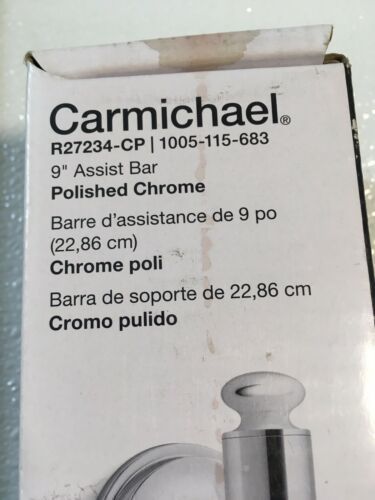 Carmichael®
R27234-CP | 1005-115-683
9" Assist Bar
Polished Chrome
Barre d'assistance de 9 po
(22,86 cm)
Chrome poli
Barra de soporte de 22,86 cm
Cromo pulido